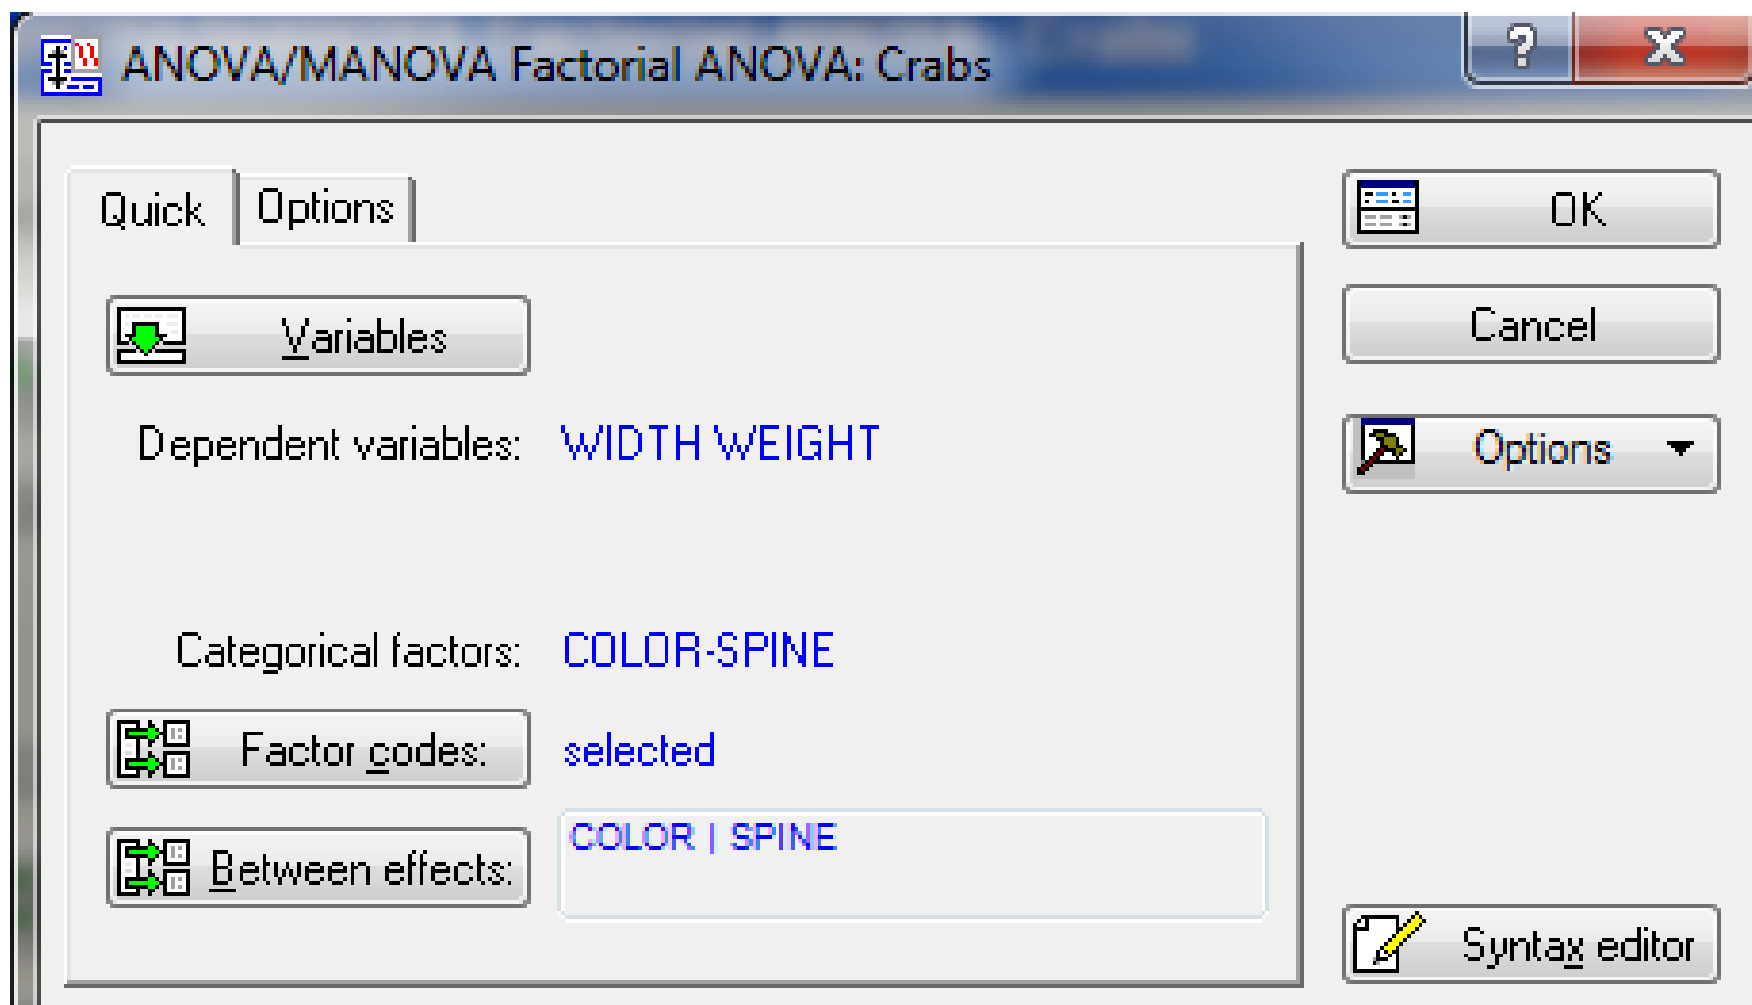 ANOVA/MANOVA Factorial ANOVA: Crabs
Quick Options
OK
Variables
Cancel
Dependent variables: WIDTH WEIGHT
Options
Categorical factors: COLOR-SPINE
Factor codes: selected
Between effects: COLOR | SPINE
Syntax editor